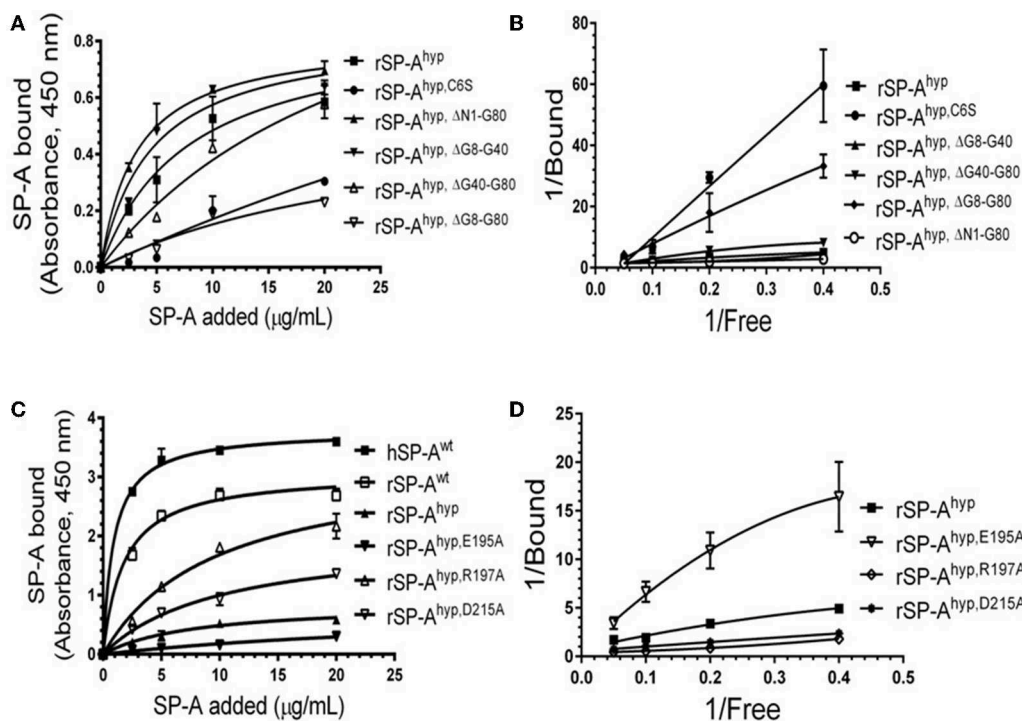 A
SP-A bound
(Absorbance, 450 nm)
0.8
0.6
0.4
0.2
0.0
0 5 10 15 20 25
SP-A added (μg/mL)
rSP-A^hyp
rSP-A^hyp,C6S
rSP-A^hyp, ΔN1-G80
rSP-A^hyp, ΔG8-G40
rSP-A^hyp, ΔG40-G80
rSP-A^hyp, ΔG8-G80
B
1/Bound
80
60
40
20
0
0.0 0.1 0.2 0.3 0.4 0.5
1/Free
rSP-A^hyp
rSP-A^hyp,C6S
rSP-A^hyp, ΔG8-G40
rSP-A^hyp, ΔG40-G80
rSP-A^hyp, ΔG8-G80
rSP-A^hyp, ΔN1-G80
C
SP-A bound
(Absorbance, 450 nm)
4
3
2
1
0
0 5 10 15 20 25
SP-A added (μg/mL)
hSP-A^wt
rSP-A^wt
rSP-A^hyp
rSP-A^hyp,E195A
rSP-A^hyp,R197A
rSP-A^hyp,D215A
D
1/Bound
25
20
15
10
5
0
0.0 0.1 0.2 0.3 0.4 0.5
1/Free
rSP-A^hyp
rSP-A^hyp,E195A
rSP-A^hyp,R197A
rSP-A^hyp,D215A